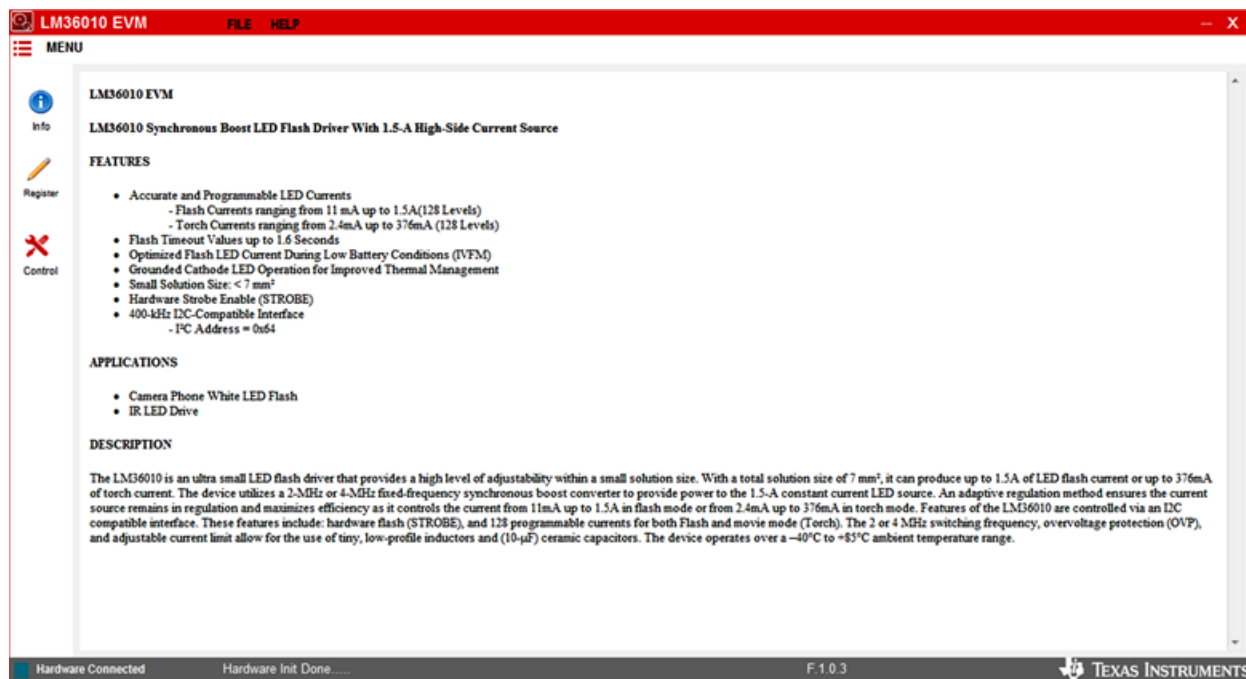 LM36010 EVM FILE HELP
MENU
Info
Register
Control
LM36010 EVM
LM36010 Synchronous Boost LED Flash Driver With 1.5-A High-Side Current Source
FEATURES
• Accurate and Programmable LED Currents
- Flash Currents ranging from 11 mA up to 1.5A(128 Levels)
- Torch Currents ranging from 2.4mA up to 376mA (128 Levels)
• Flash Timeout Values up to 1.6 Seconds
• Optimized Flash LED Current During Low Battery Conditions (IVFM)
• Grounded Cathode LED Operation for Improved Thermal Management
• Small Solution Size: < 7 mm²
• Hardware Strobe Enable (STROBE)
• 400-kHz I2C-Compatible Interface
- I²C Address = 0x64
APPLICATIONS
• Camera Phone White LED Flash
• IR LED Drive
DESCRIPTION
The LM36010 is an ultra small LED flash driver that provides a high level of adjustability within a small solution size. With a total solution size of 7 mm², it can produce up to 1.5A of LED flash current or up to 376mA
of torch current. The device utilizes a 2-MHz or 4-MHz fixed-frequency synchronous boost converter to provide power to the 1.5-A constant current LED source. An adaptive regulation method ensures the current
source remains in regulation and maximizes efficiency as it controls the current from 11mA up to 1.5A in flash mode or from 2.4mA up to 376mA in torch mode. Features of the LM36010 are controlled via an I2C
compatible interface. These features include: hardware flash (STROBE), and 128 programmable currents for both Flash and movie mode (Torch). The 2 or 4 MHz switching frequency, overvoltage protection (OVP),
and adjustable current limit allow for the use of tiny, low-profile inductors and (10-µF) ceramic capacitors. The device operates over a –40°C to +85°C ambient temperature range.
Hardware Connected Hardware Init Done..... F.1.0.3 TEXAS INSTRUMENTS